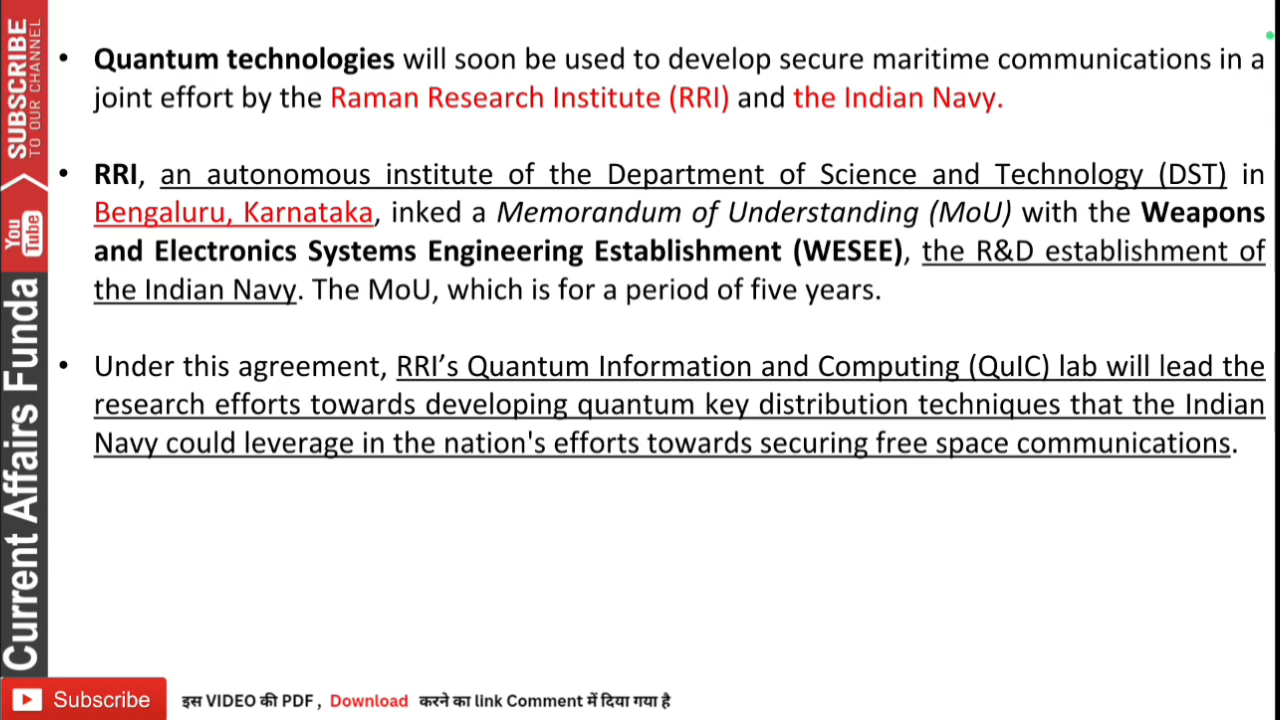 • Quantum technologies will soon be used to develop secure maritime communications in a
joint effort by the Raman Research Institute (RRI) and the Indian Navy.
• RRI, an autonomous institute of the Department of Science and Technology (DST) in
Bengaluru, Karnataka, inked a Memorandum of Understanding (MoU) with the Weapons
and Electronics Systems Engineering Establishment (WESEE), the R&D establishment of
the Indian Navy. The MoU, which is for a period of five years.
• Under this agreement, RRI’s Quantum Information and Computing (QuIC) lab will lead the
research efforts towards developing quantum key distribution techniques that the Indian
Navy could leverage in the nation's efforts towards securing free space communications.
SUBSCRIBE
TO OUR CHANNEL
You
Tube
Current Affairs Funda
Subscribe
इस VIDEO की PDF , Download करने का link Comment में दिया गया है